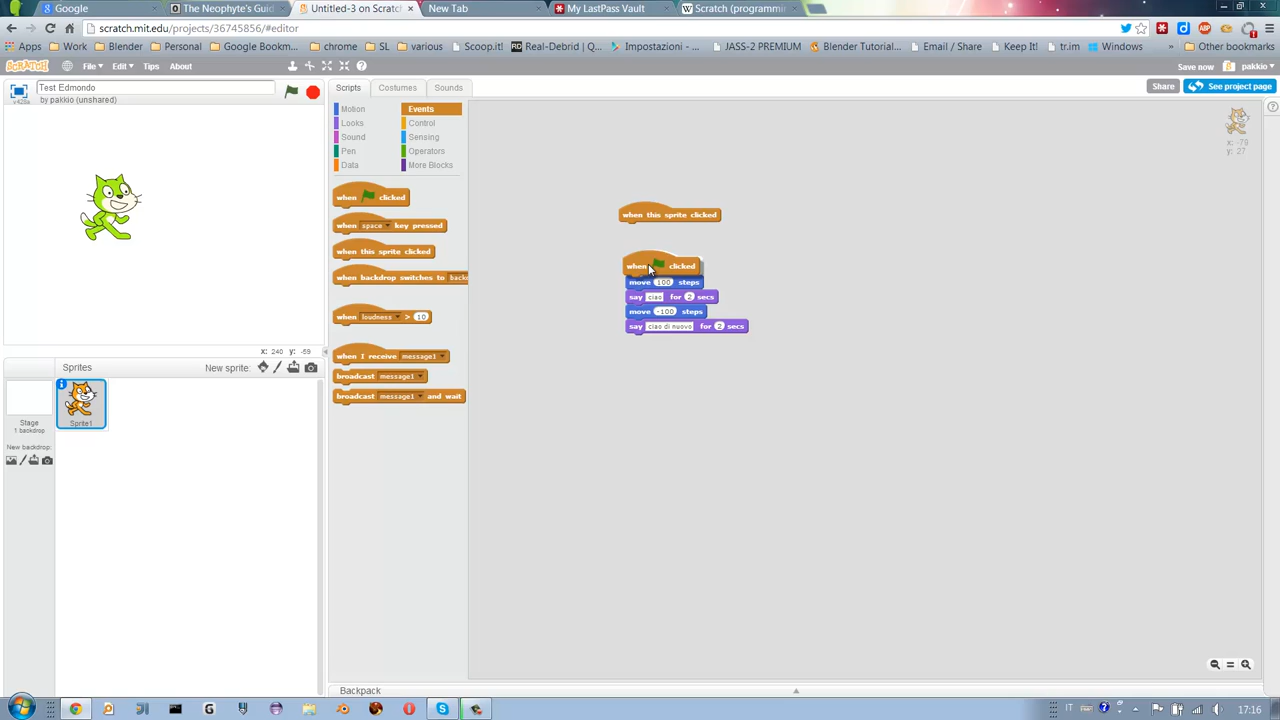 Google
The Neophyte's Guid
Untitled-3 on Scratch
New Tab
My LastPass Vault
Scratch (programmin
scratch.mit.edu/projects/36745856/#editor
Apps Work Blender Personal Google Bookm... chrome SL various Scoop.it! Real-Debrid | Q... Impostazioni - ... JASS-2 PREMIUM Blender Tutorial... Email / Share Keep It! tr.im Windows » Other bookmarks
SCRATCH File Edit Tips About Save now pakkio
Test Edmondo
by pakkio (unshared)
v428a
Scripts Costumes Sounds
Share See project page
Motion Events
Looks Control
Sound Sensing
Pen Operators
Data More Blocks
x: -78
y: 27
when clicked
when space key pressed
when this sprite clicked
when backdrop switches to back
when loudness > 10
when I receive message1
broadcast message1
broadcast message1 and wait
when this sprite clicked
when clicked
move 100 steps
say ciao for 2 secs
move -100 steps
say ciao di nuovo for 2 secs
x: 240 y: -59
Sprites New sprite:
Stage
1 backdrop
New backdrop:
Sprite1
Backpack
IT 17:16